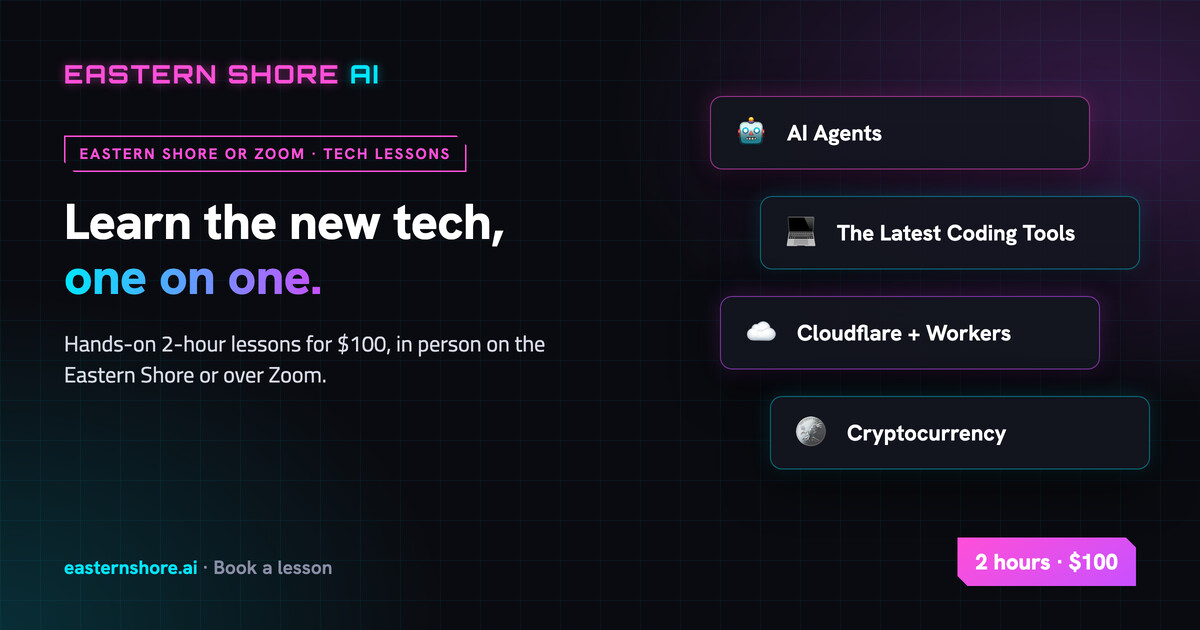 EASTERN SHORE AI
EASTERN SHORE OR ZOOM · TECH LESSONS
Learn the new tech,
one on one.
Hands-on 2-hour lessons for $100, in person on the
Eastern Shore or over Zoom.
AI Agents
The Latest Coding Tools
Cloudflare + Workers
Cryptocurrency
easternshore.ai · Book a lesson
2 hours · $100